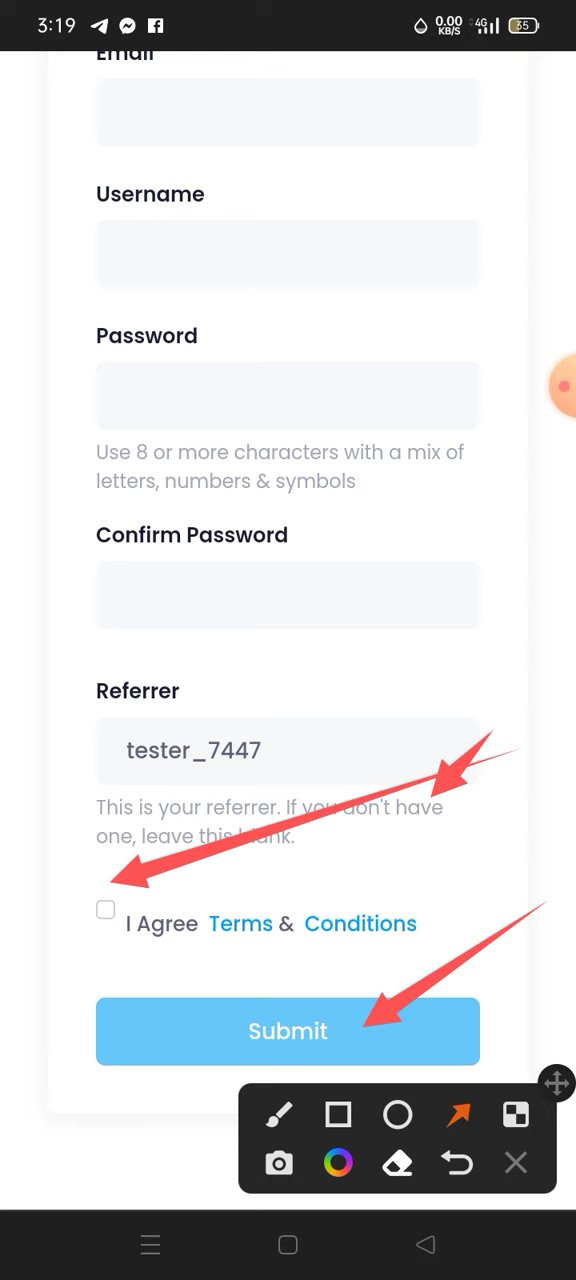 3:19
0.00
KB/S
4G
35
Email
Username
Password
Use 8 or more characters with a mix of
letters, numbers & symbols
Confirm Password
Referrer
tester_7447
This is your referrer. If you don't have
one, leave this blank.
I Agree Terms & Conditions
Submit